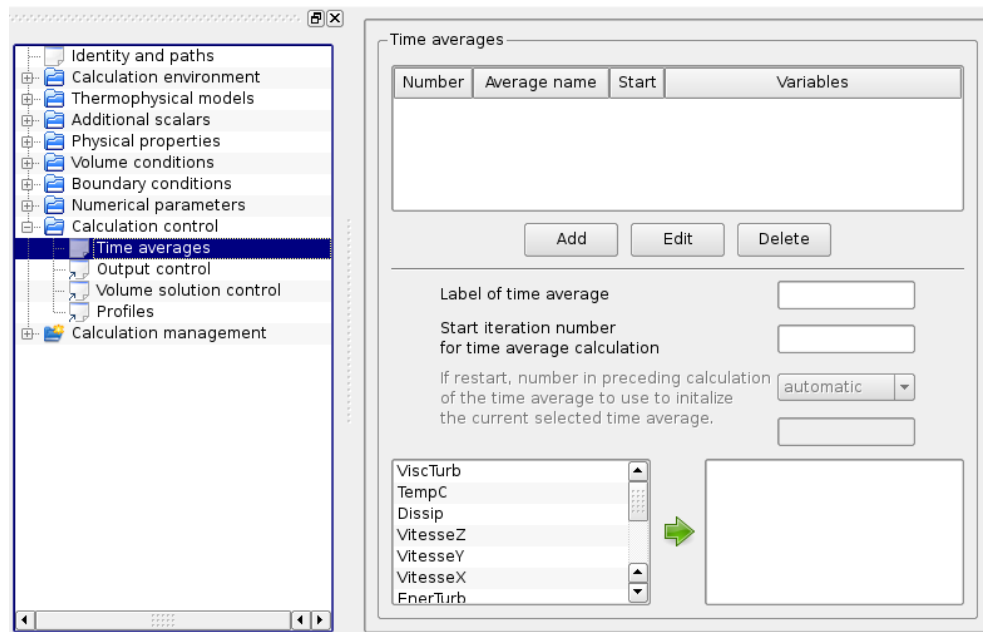 Identity and paths
Calculation environment
Thermophysical models
Additional scalars
Physical properties
Volume conditions
Boundary conditions
Numerical parameters
Calculation control
Time averages
Output control
Volume solution control
Profiles
Calculation management
Time averages
Number Average name Start Variables
Add Edit Delete
Label of time average
Start iteration number
for time average calculation
If restart, number in preceding calculation
of the time average to use to initalize
the current selected time average.
automatic
ViscTurb
TempC
Dissip
VitesseZ
VitesseY
VitesseX
EnerTurb